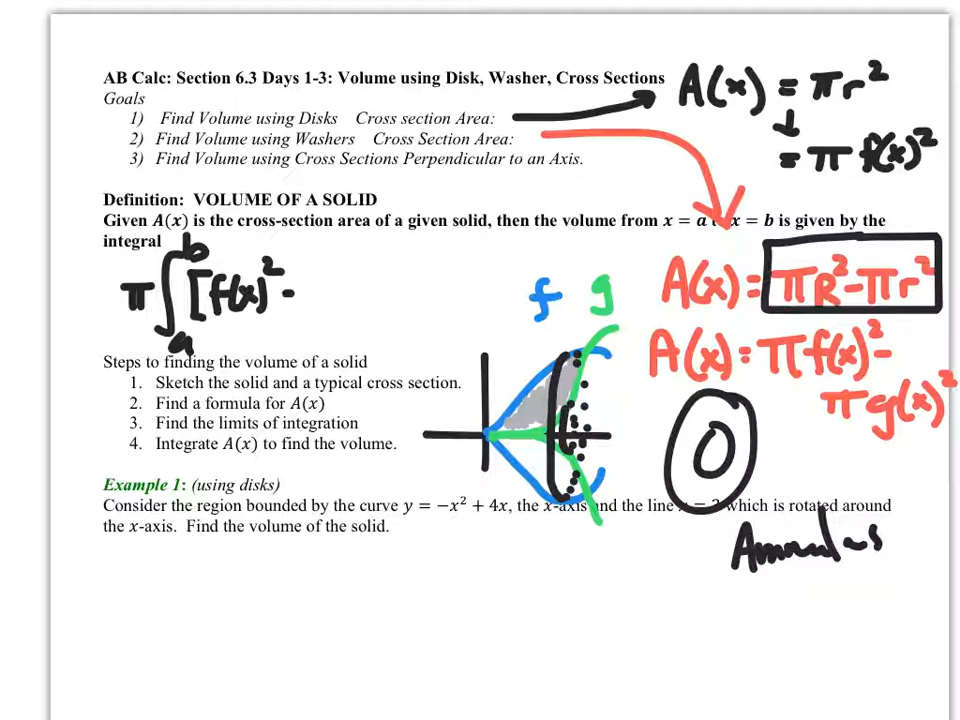 AB Calc: Section 6.3 Days 1-3: Volume using Disk, Washer, Cross Sections
A(x) = πr²
Goals
1) Find Volume using Disks Cross section Area:
2) Find Volume using Washers Cross Section Area:
= π f(x)²
3) Find Volume using Cross Sections Perpendicular to an Axis.
Definition: VOLUME OF A SOLID
Given A(x) is the cross-section area of a given solid, then the volume from x = a x = b is given by the
integral
π∫ₐᵇ [f(x)² -
f g
A(x) = πR² - πr²
A(x) = πf(x)² -
πg(x)²
Steps to finding the volume of a solid
1. Sketch the solid and a typical cross section.
2. Find a formula for A(x)
3. Find the limits of integration
4. Integrate A(x) to find the volume.
Example 1: (using disks)
Consider the region bounded by the curve y = −x² + 4x, the x-axis and the line = which is rotated around
the x-axis. Find the volume of the solid.